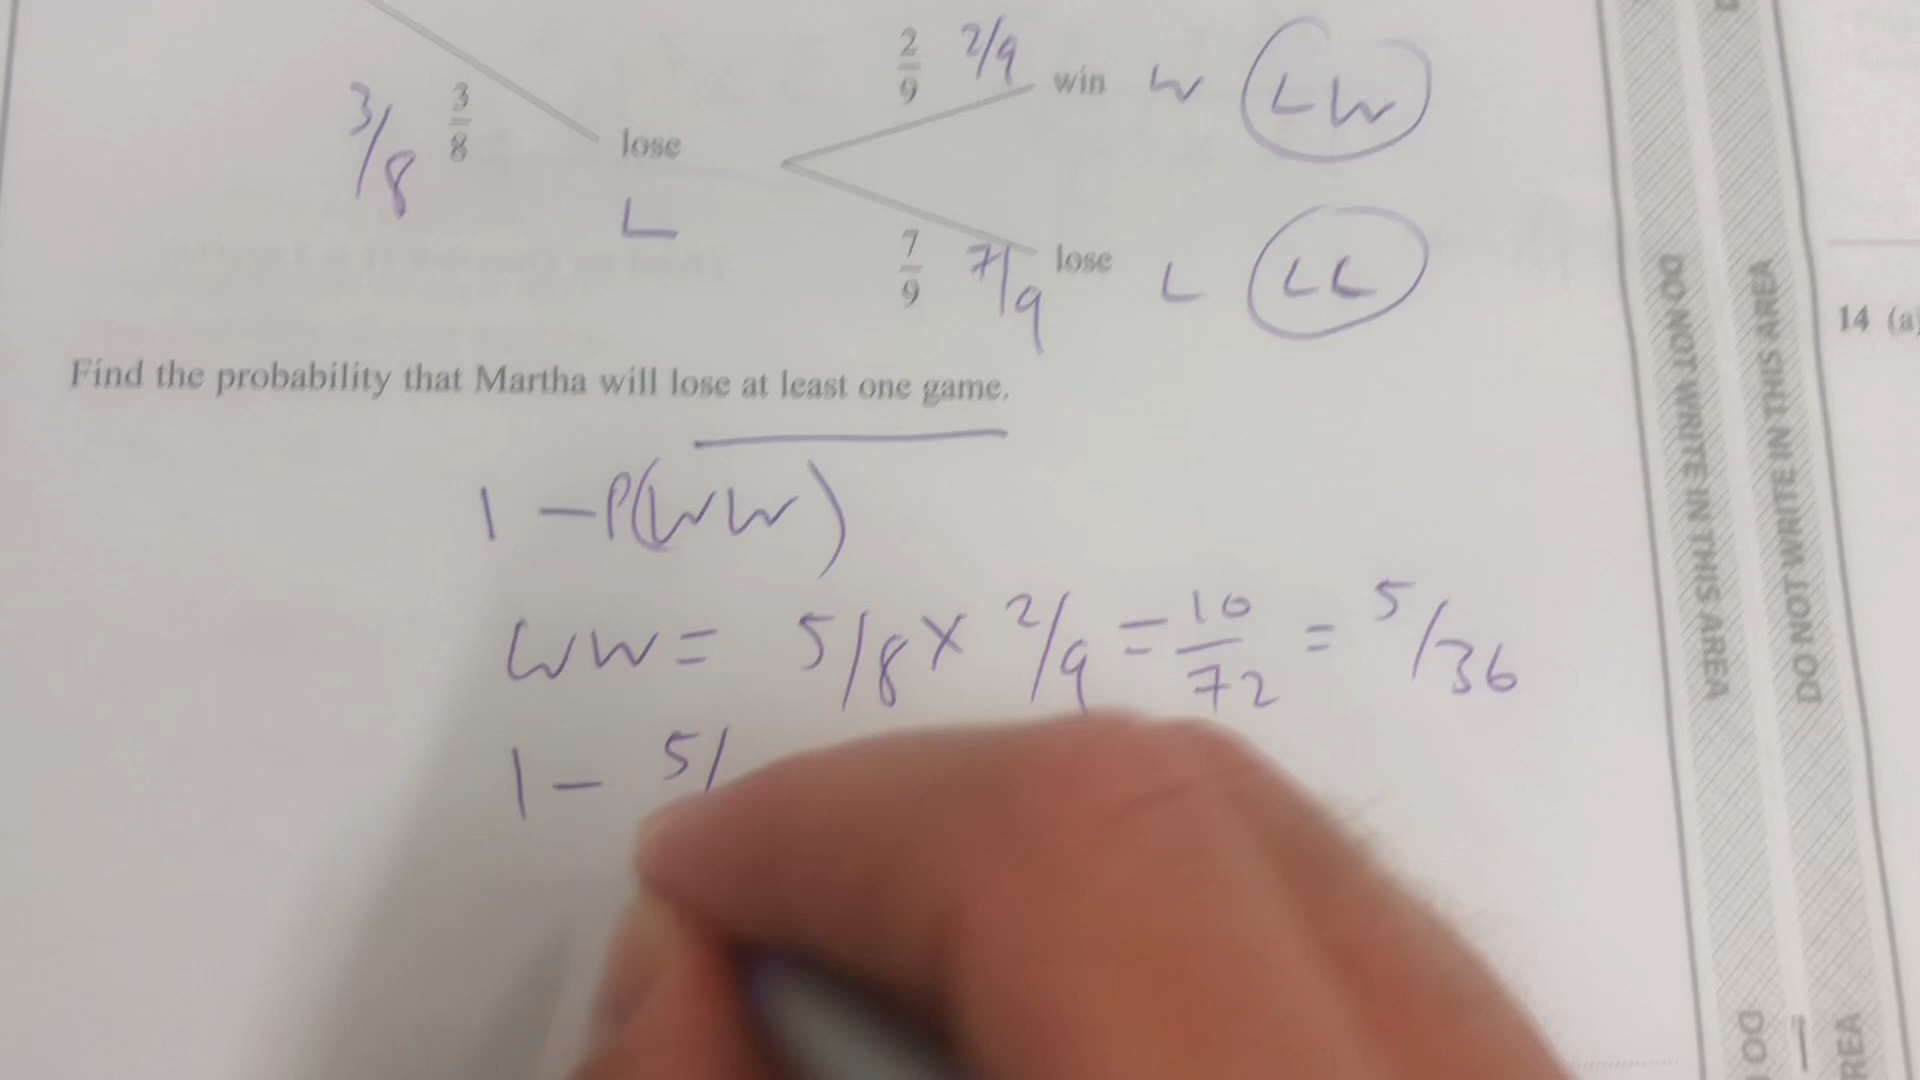 2/9 2/9 win W LW
3/8 3/8 lose
L
7/9 7/9 lose L LL
Find the probability that Martha will lose at least one game.
1 - P(WW)
WW = 5/8 × 2/9 = 10/72 = 5/36
1 - 5/
14 (a)
DO NOT WRITE IN THIS AREA
DO NOT WRITE IN THIS AREA
DO
AREA